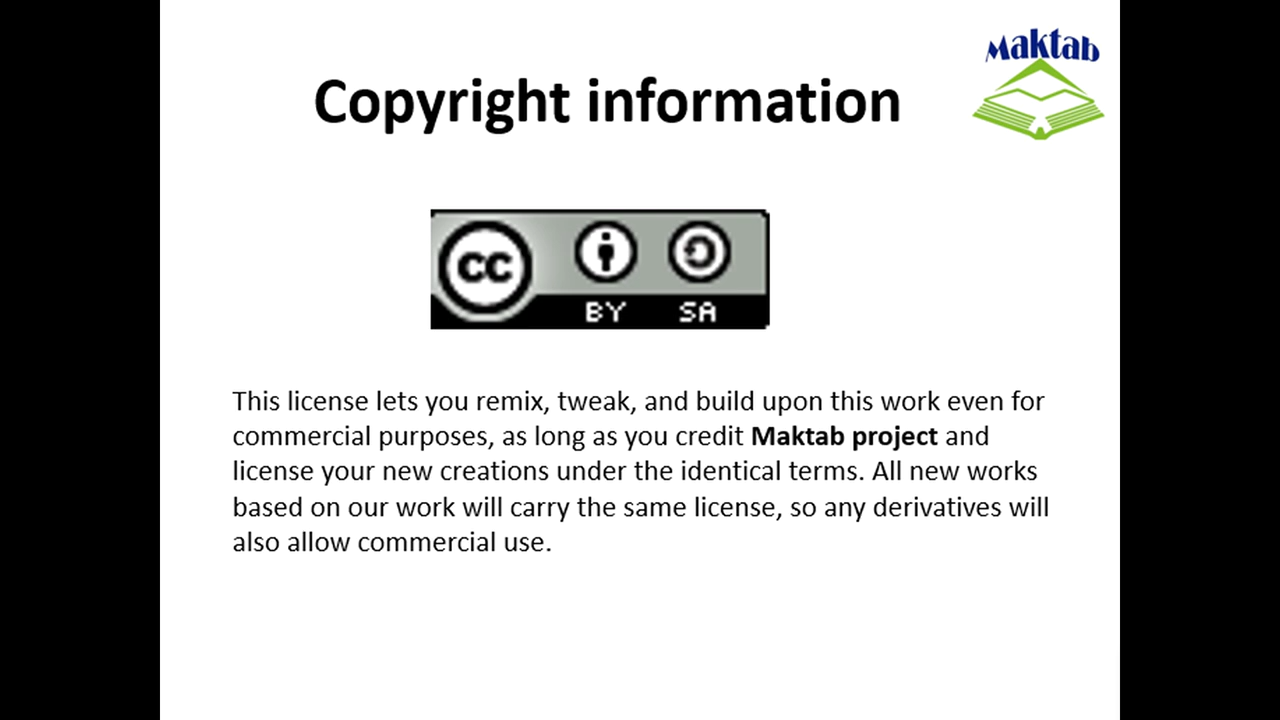 Maktab
Copyright information
CC
BY SA
This license lets you remix, tweak, and build upon this work even for
commercial purposes, as long as you credit Maktab project and
license your new creations under the identical terms. All new works
based on our work will carry the same license, so any derivatives will
also allow commercial use.